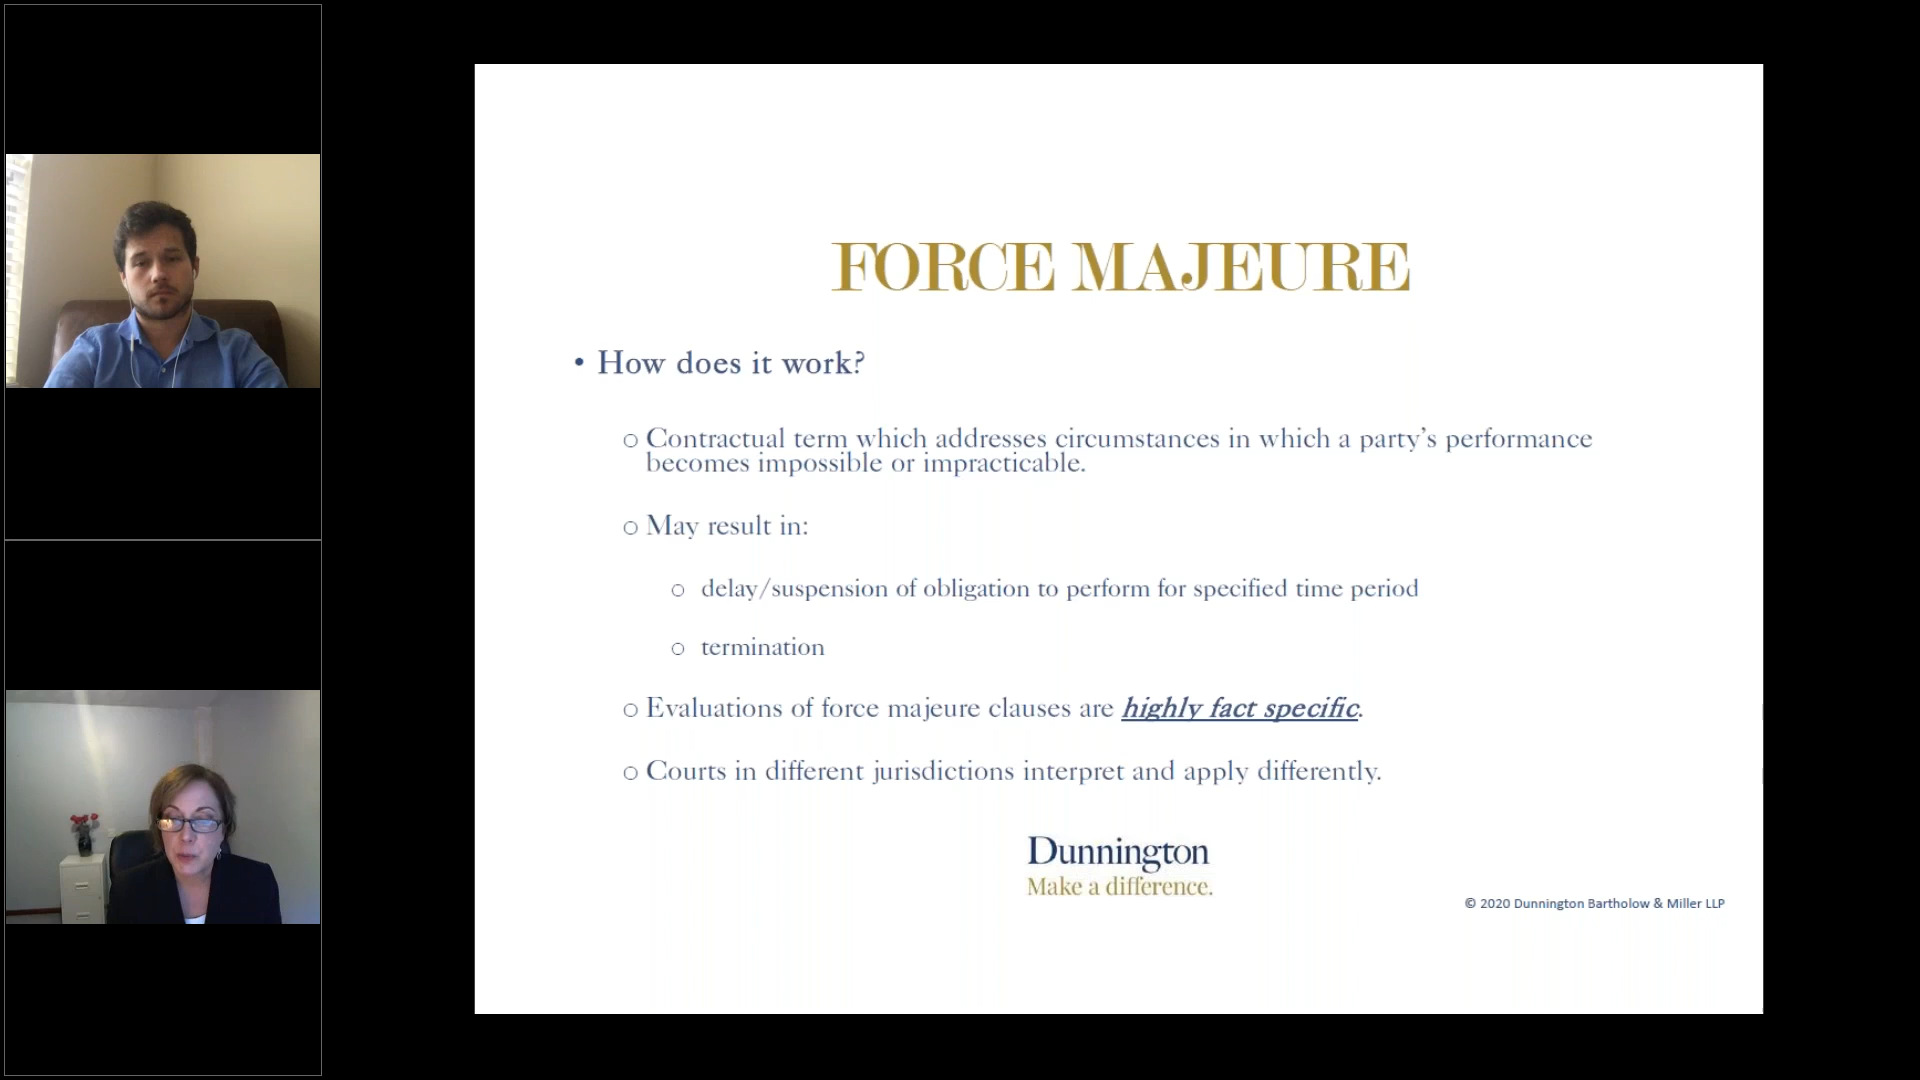 FORCE MAJEURE
• How does it work?
○ Contractual term which addresses circumstances in which a party’s performance
becomes impossible or impracticable.
○ May result in:
○ delay/suspension of obligation to perform for specified time period
○ termination
○ Evaluations of force majeure clauses are highly fact specific.
○ Courts in different jurisdictions interpret and apply differently.
Dunnington
Make a difference.
© 2020 Dunnington Bartholow & Miller LLP